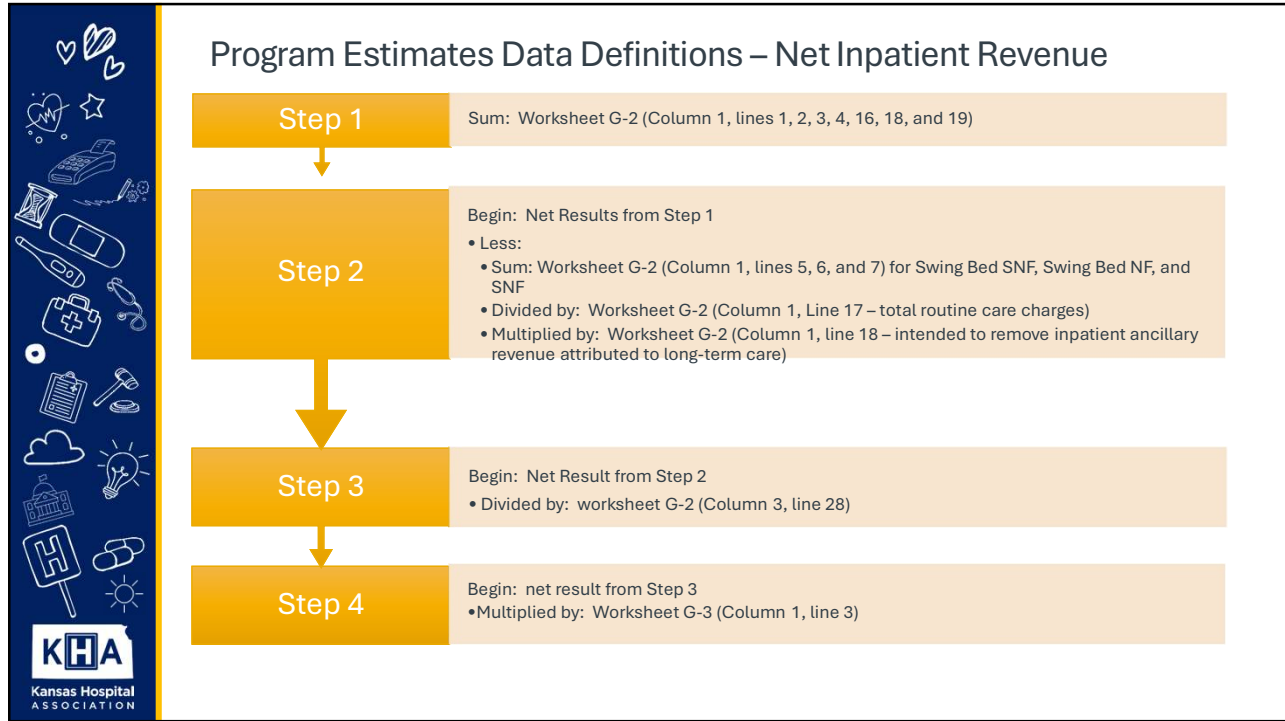 Program Estimates Data Definitions – Net Inpatient Revenue
Step 1
Sum: Worksheet G-2 (Column 1, lines 1, 2, 3, 4, 16, 18, and 19)
Step 2
Begin: Net Results from Step 1
• Less:
• Sum: Worksheet G-2 (Column 1, lines 5, 6, and 7) for Swing Bed SNF, Swing Bed NF, and
SNF
• Divided by: Worksheet G-2 (Column 1, Line 17 – total routine care charges)
• Multiplied by: Worksheet G-2 (Column 1, line 18 – intended to remove inpatient ancillary
revenue attributed to long-term care)
Step 3
Begin: Net Result from Step 2
• Divided by: worksheet G-2 (Column 3, line 28)
Step 4
Begin: net result from Step 3
•Multiplied by: Worksheet G-3 (Column 1, line 3)
H
KHA
Kansas Hospital
ASSOCIATION